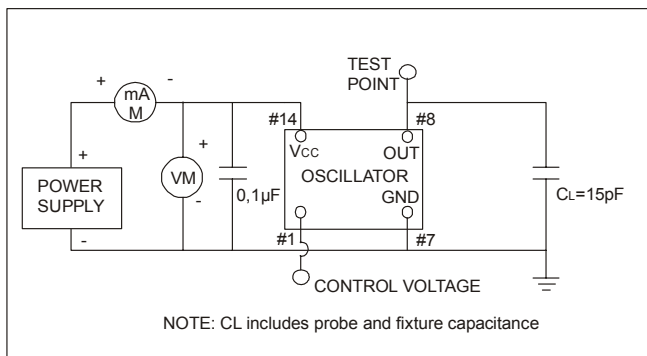 TEST
POINT
+
-
mA
M
#14
#8
+
VCC
OUT
+
POWER
SUPPLY
VM
0,1µF
OSCILLATOR
CL=15pF
GND
-
-
#1
#7
CONTROL VOLTAGE
NOTE: CL includes probe and fixture capacitance